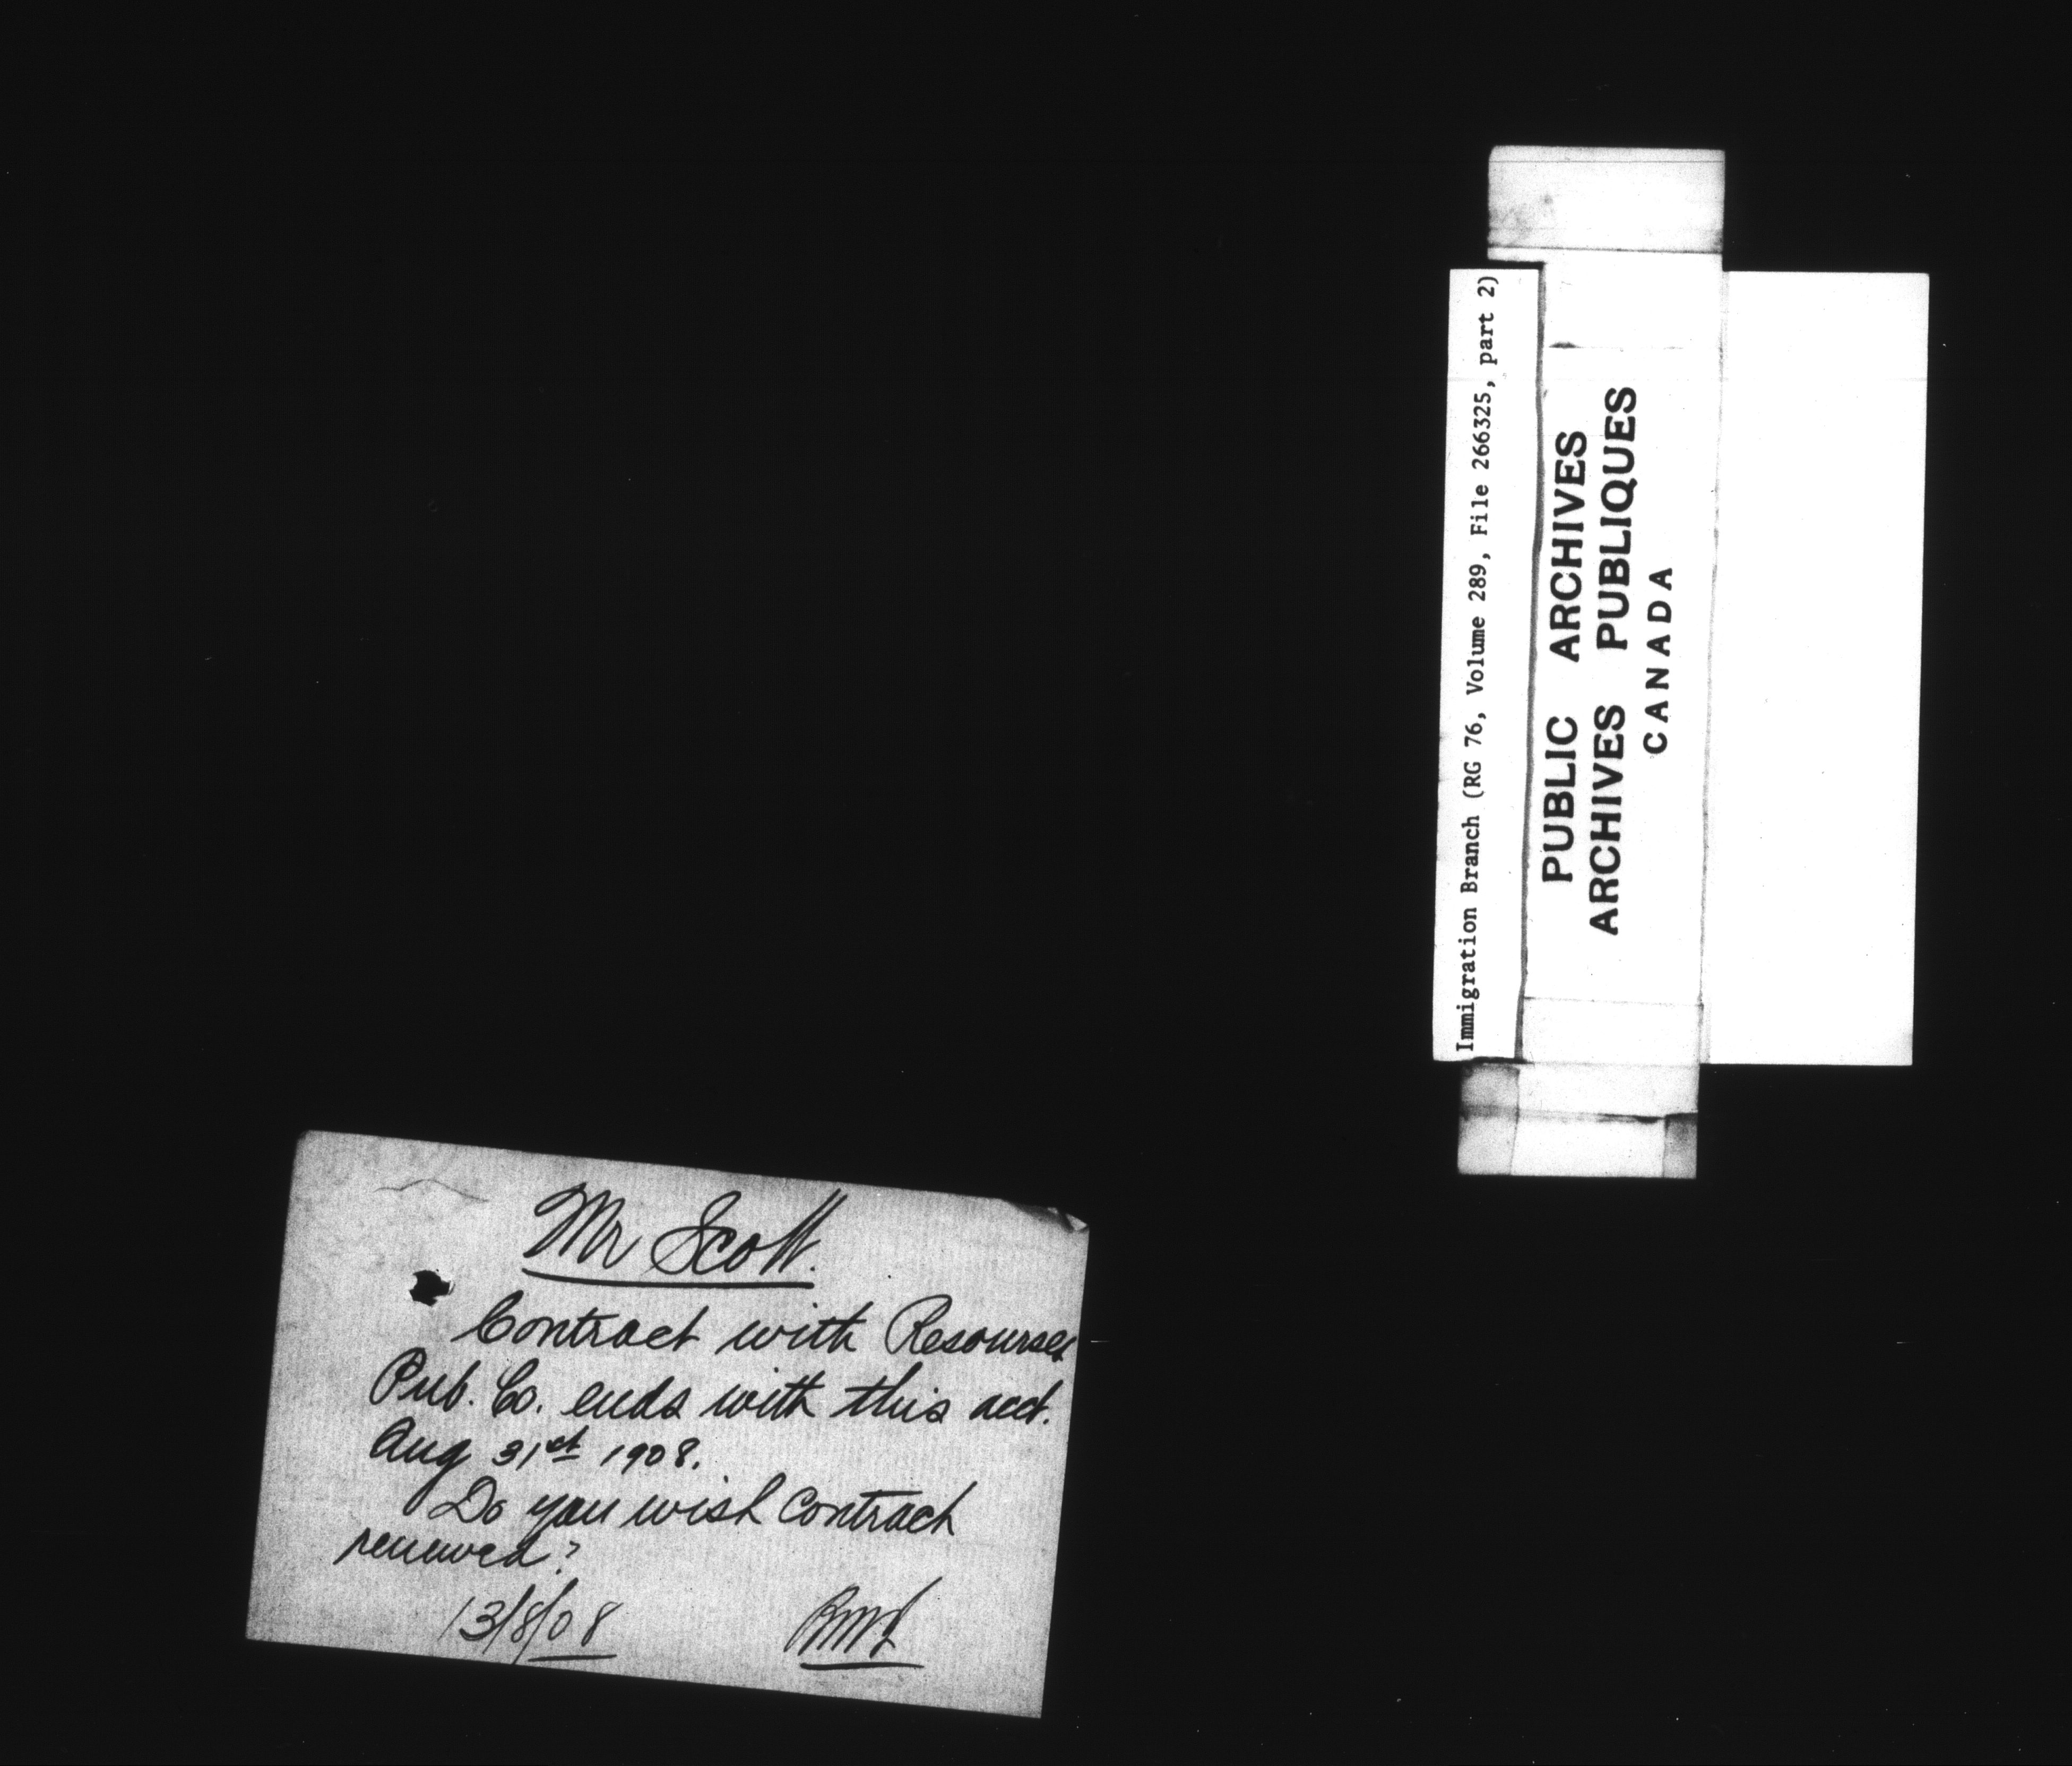 Immigration Branch (RG 76, Volume 289, File 266325, part 2)
PUBLIC ARCHIVES
ARCHIVES PUBLIQUES
CANADA
Mr Scott.
Contract with Resourses
Pub. Co. ends with this acct.
Aug 31st 1908.
Do you wish contract
renewed?
13/8/08